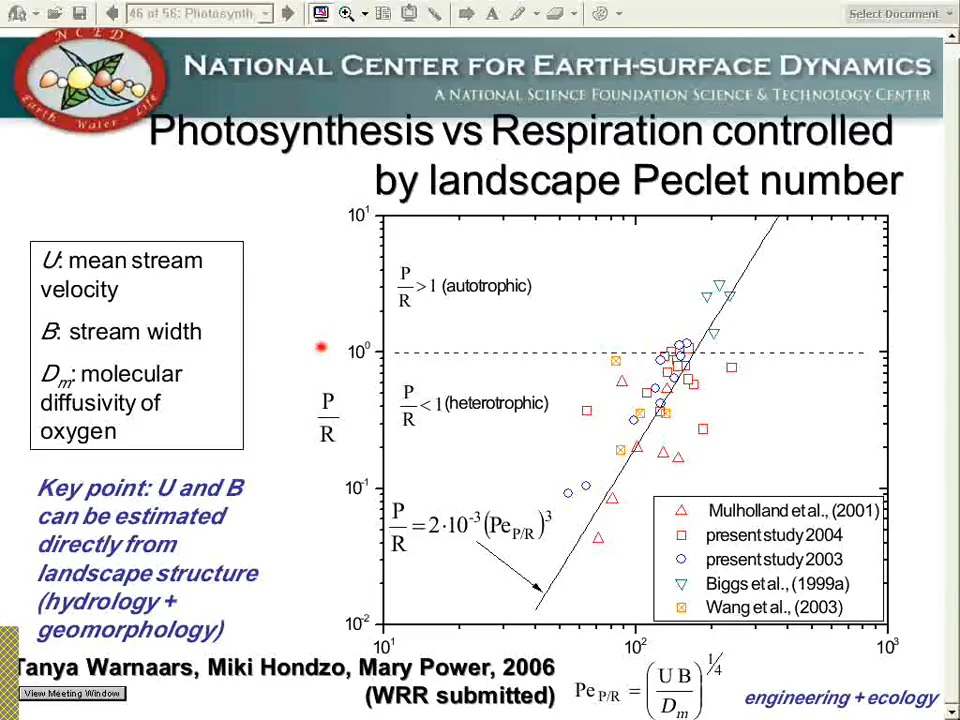 46 of 56: Photosynth
Select Document
NCED
Earth Water Life
NATIONAL CENTER FOR EARTH-SURFACE DYNAMICS
A NATIONAL SCIENCE FOUNDATION SCIENCE & TECHNOLOGY CENTER
Photosynthesis vs Respiration controlled
by landscape Peclet number
U: mean stream
velocity
B: stream width
Dm: molecular
diffusivity of
oxygen
Key point: U and B
can be estimated
directly from
landscape structure
(hydrology +
geomorphology)
10^1
P/R > 1 (autotrophic)
10^0
P/R < 1 (heterotrophic)
P/R
10^-1
P/R = 2·10^-3 (Pe P/R)^3
Mulholland et al., (2001)
present study 2004
present study 2003
Biggs et al., (1999a)
Wang et al., (2003)
10^-2
10^1 10^2 10^3
Pe P/R = (U B / Dm)^1/4
Tanya Warnaars, Miki Hondzo, Mary Power, 2006
(WRR submitted)
View Meeting Window
engineering + ecology